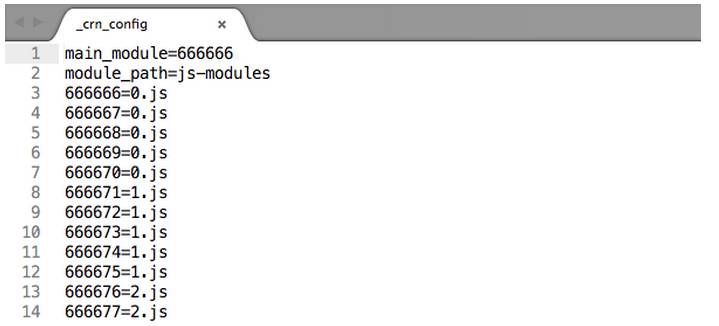 _crn_config ×
1 main_module=666666
2 module_path=js-modules
3 666666=0.js
4 666667=0.js
5 666668=0.js
6 666669=0.js
7 666670=0.js
8 666671=1.js
9 666672=1.js
10 666673=1.js
11 666674=1.js
12 666675=1.js
13 666676=2.js
14 666677=2.js